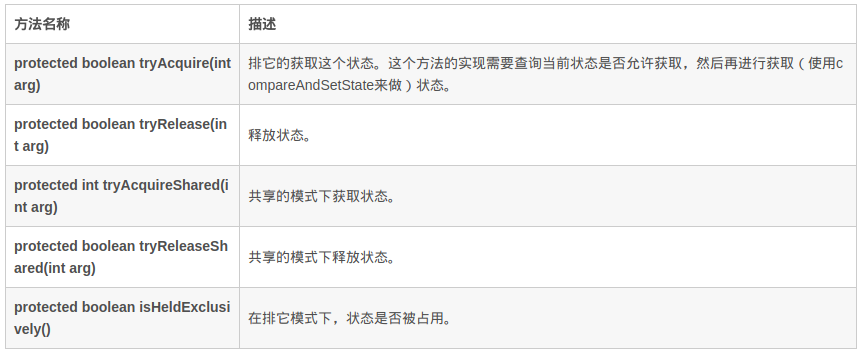 方法名称 描述
protected boolean tryAcquire(int 排它的获取这个状态。这个方法的实现需要查询当前状态是否允许获取，然后再进行获取（使用c
arg) ompareAndSetState来做）状态。
protected boolean tryRelease(in
t arg) 释放状态。
protected int tryAcquireShared(i
nt arg) 共享的模式下获取状态。
protected boolean tryReleaseSh
ared(int arg) 共享的模式下释放状态。
protected boolean isHeldExclusi
vely() 在排它模式下，状态是否被占用。